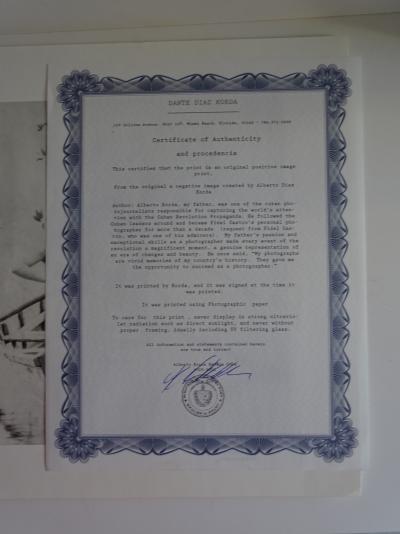 DANTE DIAZ KORDA
Collins Avenue, Miami Beach, Florida,
Certificate of Authenticity
and procedencia
This certified that the print is an original positive image
print,
from the original a negative image created by Alberto Diaz
Korda
Author: Alberto Korda, my father, was one of the cuban pho-
tojournalists responsible for capturing the world's atten-
tion with the Cuban Revolution Propaganda. He followed the
Cuban leaders around and became Fidel Castro's personal pho-
tographer for more than a decade (request from Fidel Cas-
tro, who was one of his admirers). My father's passion and
exceptional skills as a photographer made every event of the
revolution a magnificent moment, a genuine representation of
an era of changes and beauty. He once said, "My photographs
are vivid memories of my country's history. They gave me
the opportunity to succeed as a photographer."
It was printed by Korda, and it was signed at the time it
was printed.
It was printed using Photographic paper
To care for this print , never display in strong ultravio-
let radiation such as direct sunlight, and never without
proper framing, ideally including UV filtering glass.
All information and statements contained herein
are true and correct